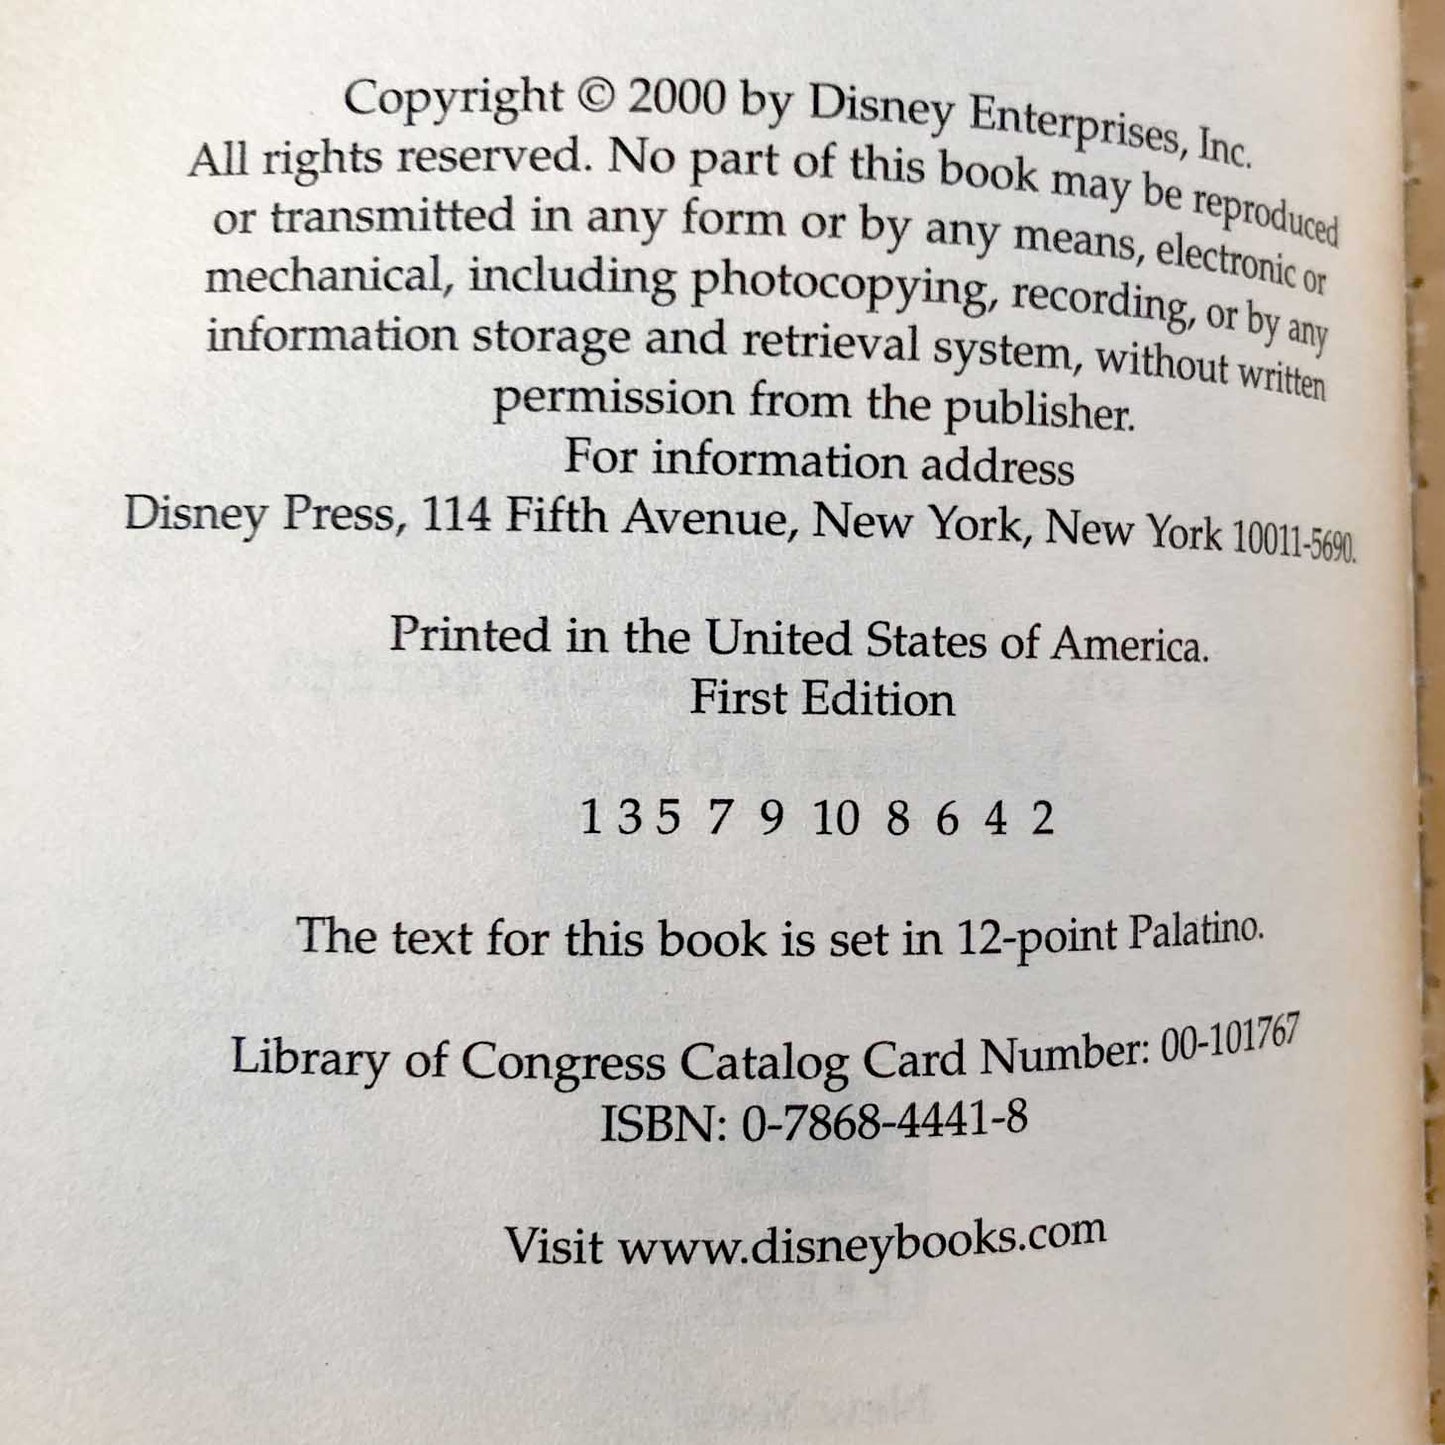 Copyright © 2000 by Disney Enterprises, Inc.
All rights reserved. No part of this book may be reproduced
or transmitted in any form or by any means, electronic or
mechanical, including photocopying, recording, or by any
information storage and retrieval system, without written
permission from the publisher.
For information address
Disney Press, 114 Fifth Avenue, New York, New York 10011-5690.
Printed in the United States of America.
First Edition
1 3 5 7 9 10 8 6 4 2
The text for this book is set in 12-point Palatino.
Library of Congress Catalog Card Number: 00-101767
ISBN: 0-7868-4441-8
Visit www.disneybooks.com